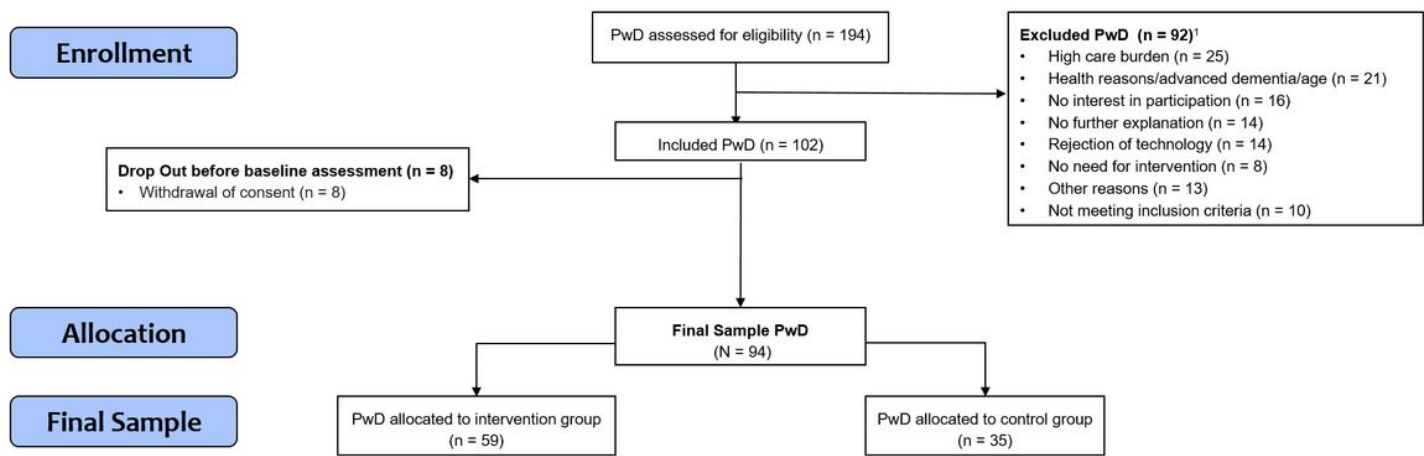 Enrollment
PwD assessed for eligibility (n = 194)
Excluded PwD (n = 92)¹
• High care burden (n = 25)
• Health reasons/advanced dementia/age (n = 21)
• No interest in participation (n = 16)
• No further explanation (n = 14)
• Rejection of technology (n = 14)
• No need for intervention (n = 8)
• Other reasons (n = 13)
• Not meeting inclusion criteria (n = 10)
Included PwD (n = 102)
Drop Out before baseline assessment (n = 8)
• Withdrawal of consent (n = 8)
Allocation
Final Sample PwD
(N = 94)
Final Sample
PwD allocated to intervention group
(n = 59)
PwD allocated to control group
(n = 35)